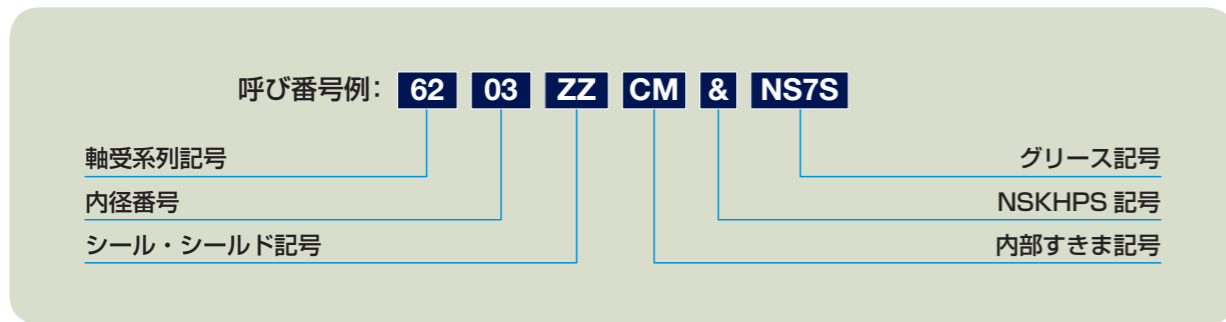 呼び番号例： 62 03 ZZ CM & NS7S
軸受系列記号
グリース記号
内径番号
NSKHPS 記号
シール・シールド記号
内部すきま記号